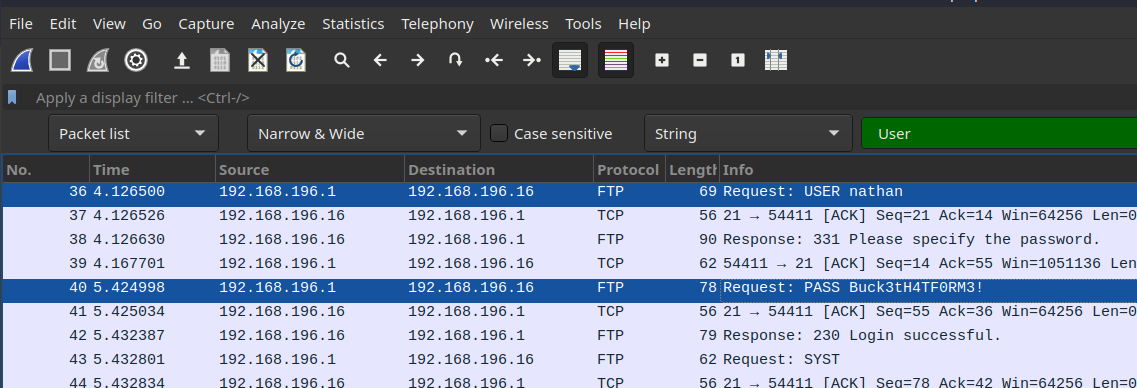 File Edit View Go Capture Analyze Statistics Telephony Wireless Tools Help
Apply a display filter ... <Ctrl-/>
Packet list Narrow & Wide Case sensitive String User
No. Time Source Destination Protocol Length Info
36 4.126500 192.168.196.1 192.168.196.16 FTP 69 Request: USER nathan
37 4.126526 192.168.196.16 192.168.196.1 TCP 56 21 → 54411 [ACK] Seq=21 Ack=14 Win=64256 Len=0
38 4.126630 192.168.196.16 192.168.196.1 FTP 90 Response: 331 Please specify the password.
39 4.167701 192.168.196.1 192.168.196.16 TCP 62 54411 → 21 [ACK] Seq=14 Ack=55 Win=1051136 Len
40 5.424998 192.168.196.1 192.168.196.16 FTP 78 Request: PASS Buck3tH4TF0RM3!
41 5.425034 192.168.196.16 192.168.196.1 TCP 56 21 → 54411 [ACK] Seq=55 Ack=36 Win=64256 Len=0
42 5.432387 192.168.196.16 192.168.196.1 FTP 79 Response: 230 Login successful.
43 5.432801 192.168.196.1 192.168.196.16 FTP 62 Request: SYST
44 5.432834 192.168.196.16 192.168.196.1 TCP 56 21 → 54411 [ACK] Seq=78 Ack=42 Win=64256 Len=0